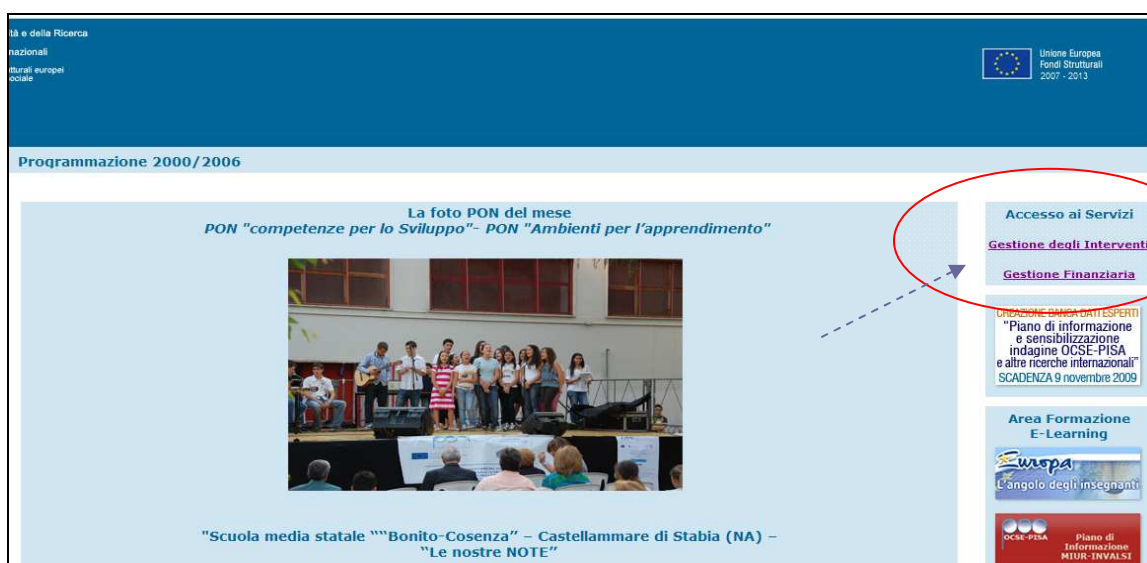 tà e della Ricerca
nazionali
tturali europei
ociale
Unione Europea
Fondi Strutturali
2007 - 2013
Programmazione 2000/2006
La foto PON del mese
PON "competenze per lo Sviluppo"- PON "Ambienti per l'apprendimento"
"Scuola media statale ""Bonito-Cosenza" – Castellammare di Stabia (NA) –
"Le nostre NOTE"
Accesso ai Servizi
Gestione degli Interventi
Gestione Finanziaria
CREAZIONE BANCA DATI ESPERTI
"Piano di informazione
e sensibilizzazione
indagine OCSE-PISA
e altre ricerche internazionali"
SCADENZA 9 novembre 2009
Area Formazione
E-Learning
Europa
L'angolo degli insegnanti
OCSE-PISA
Piano di
Informazione
MIUR-INVALSI